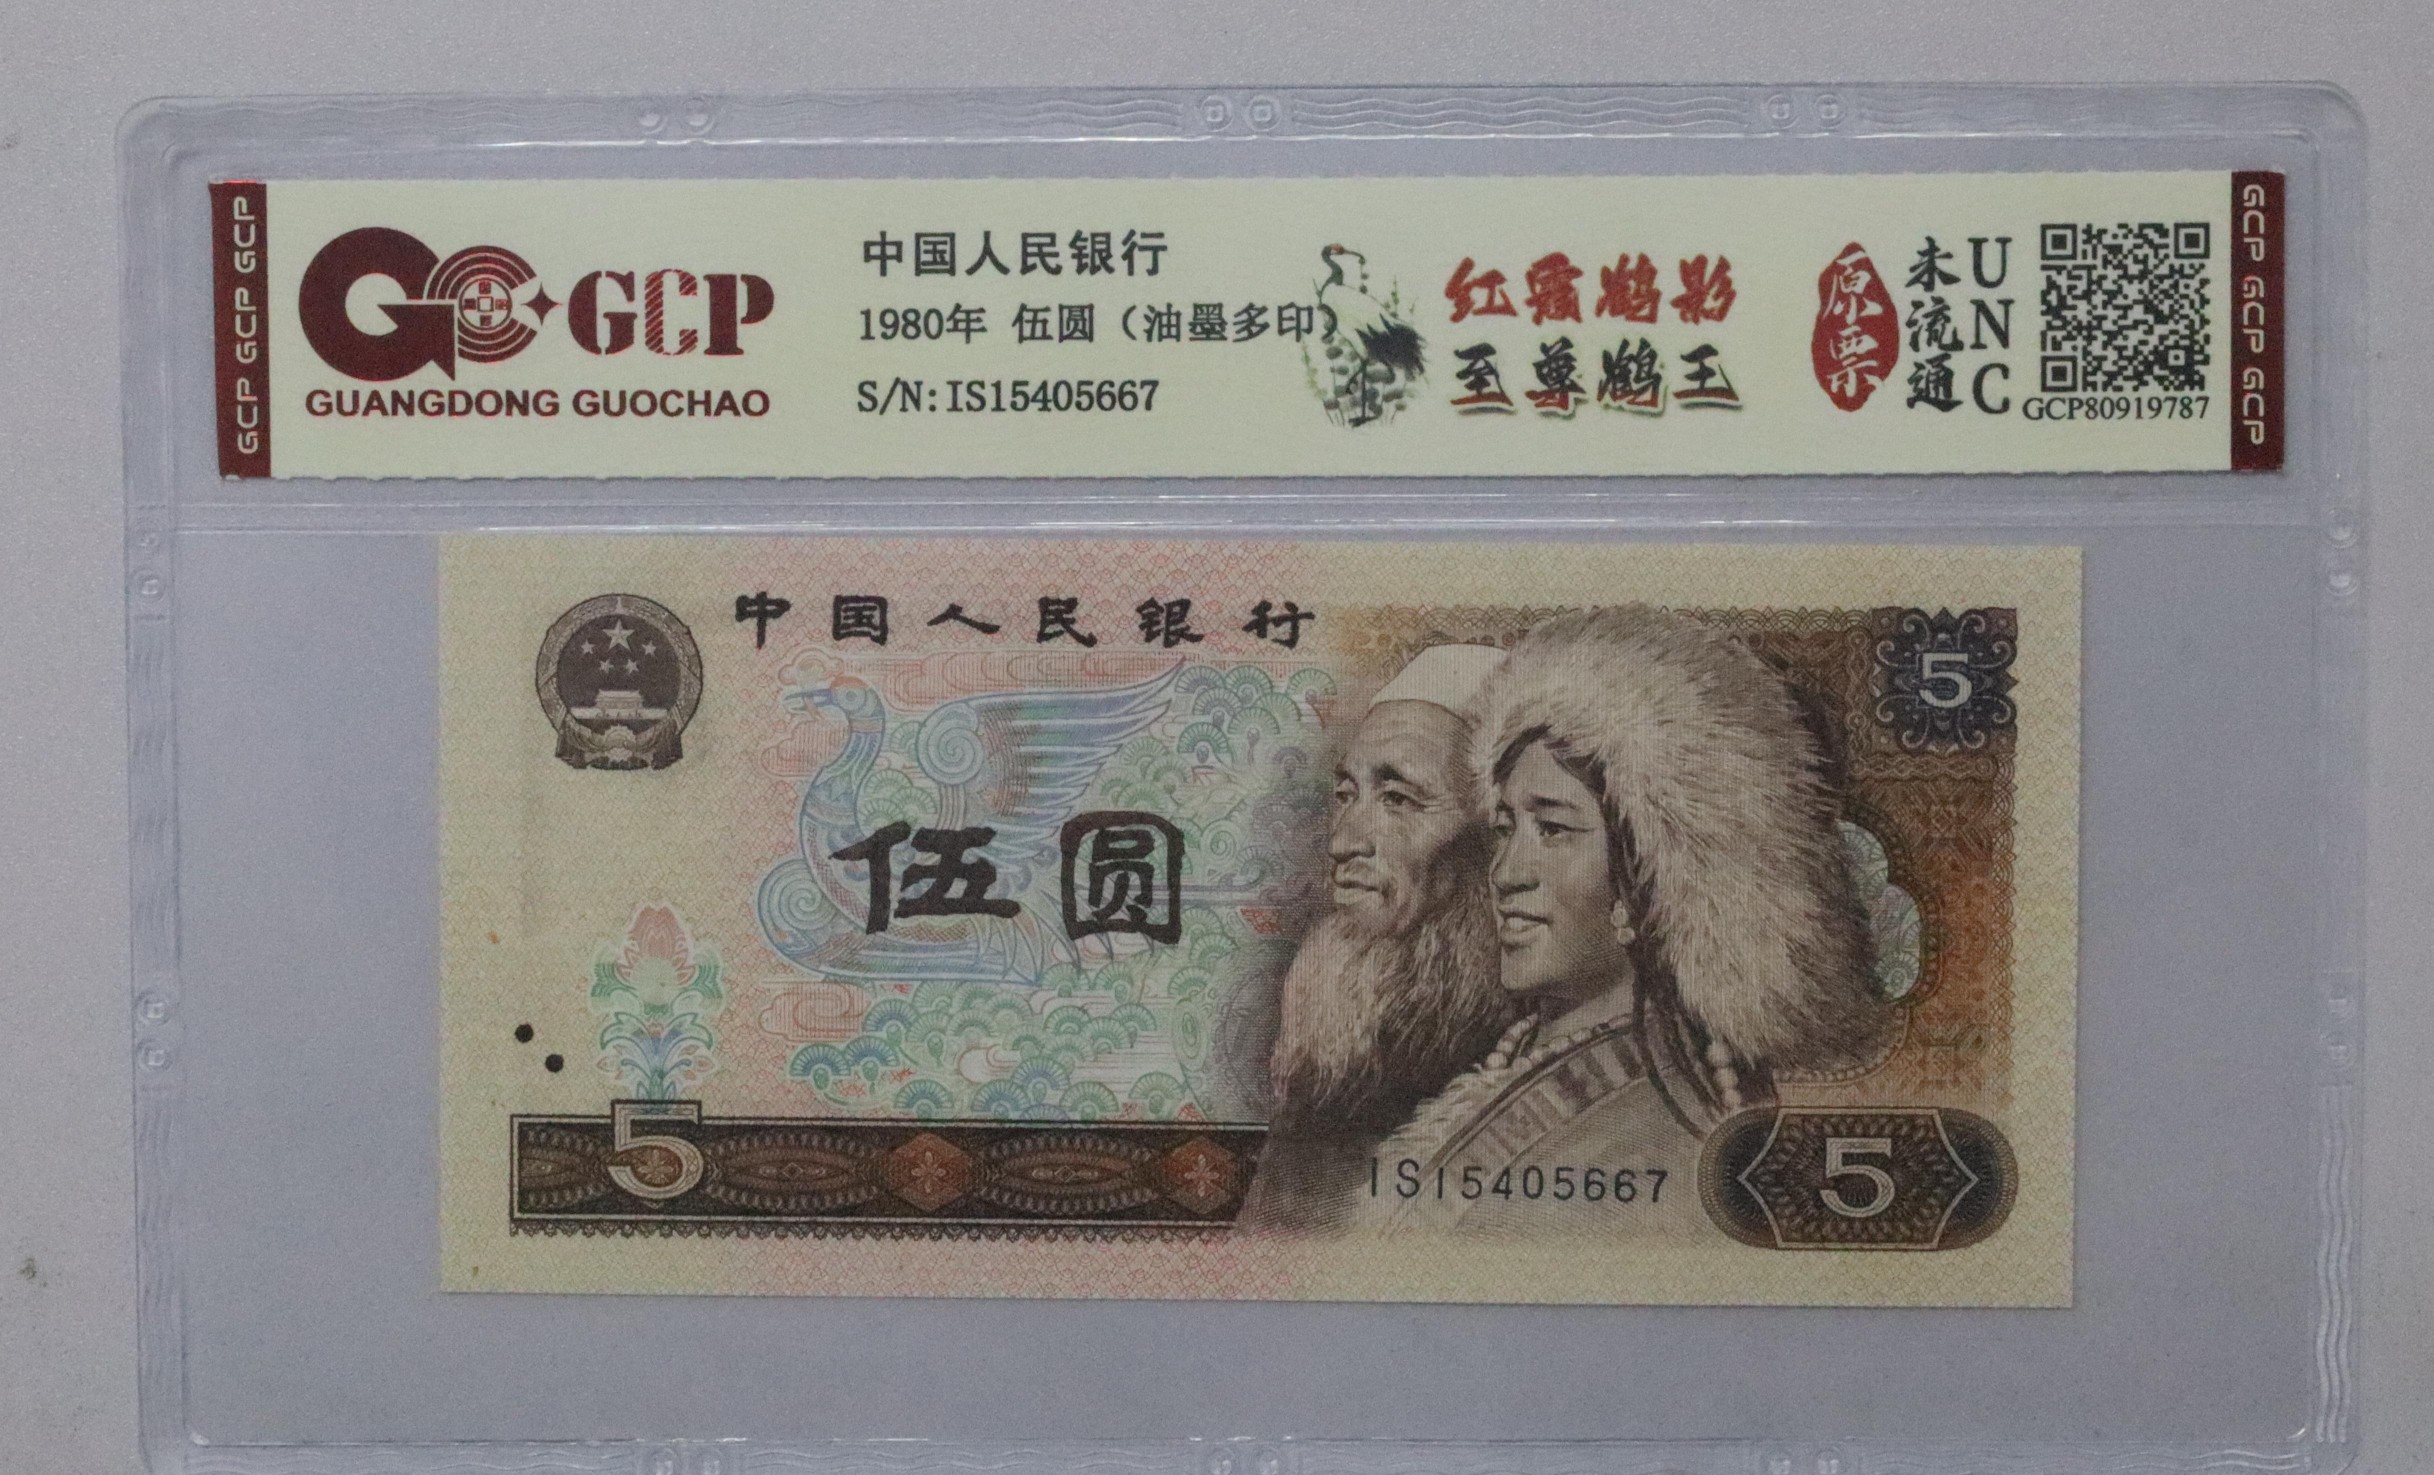 GCP GCP GCP
GCP
GUANGDONG GUOCHAO
中国人民银行
1980年 伍圆（油墨多印）
S/N:IS15405667
红霞鹤影
至尊鹤王
原票
未流通
UNC
GCP80919787
GCP GCP GCP
中国人民银行
5
伍圆
5
IS15405667
5